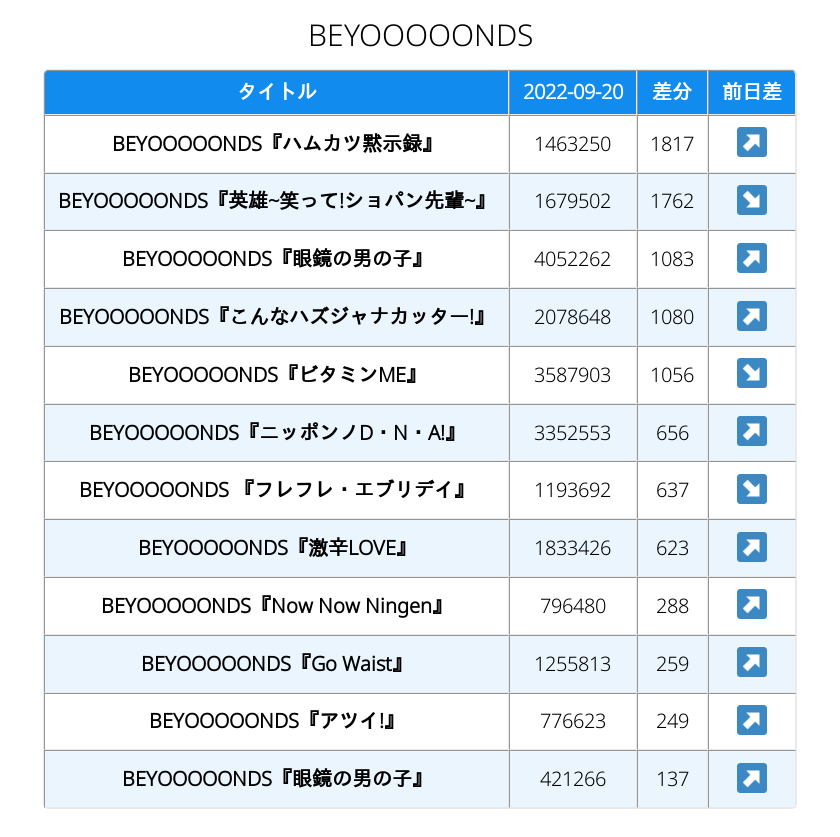 BEYOOOOONDS
タイトル 2022-09-20 差分 前日差
BEYOOOOONDS『ハムカツ黙示録』 1463250 1817 ↗
BEYOOOOONDS『英雄~笑って!ショパン先輩~』 1679502 1762 ↘
BEYOOOOONDS『眼鏡の男の子』 4052262 1083 ↗
BEYOOOOONDS『こんなハズジャナカッター!』 2078648 1080 ↗
BEYOOOOONDS『ビタミンME』 3587903 1056 ↘
BEYOOOOONDS『ニッポンノD・N・A!』 3352553 656 ↗
BEYOOOOONDS 『フレフレ・エブリデイ』 1193692 637 ↘
BEYOOOOONDS『激辛LOVE』 1833426 623 ↗
BEYOOOOONDS『Now Now Ningen』 796480 288 ↗
BEYOOOOONDS『Go Waist』 1255813 259 ↗
BEYOOOOONDS『アツイ!』 776623 249 ↗
BEYOOOOONDS『眼鏡の男の子』 421266 137 ↗